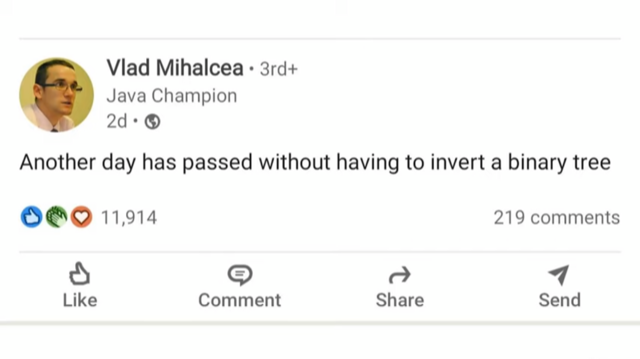 Vlad Mihalcea · 3rd+
Java Champion
2d ·
Another day has passed without having to invert a binary tree
11,914
219 comments
Like
Comment
Share
Send